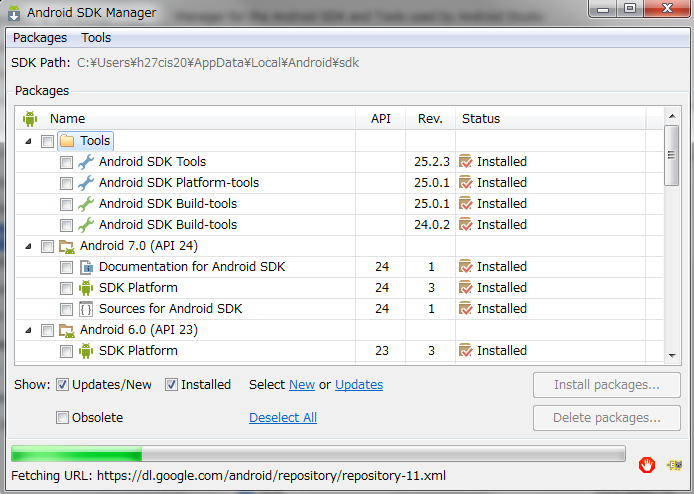 Android SDK Manager
Packages Tools
SDK Path: C:¥Users¥h27cis20¥AppData¥Local¥Android¥sdk
Packages
Name API Rev. Status
Tools
Android SDK Tools 25.2.3 Installed
Android SDK Platform-tools 25.0.1 Installed
Android SDK Build-tools 25.0.1 Installed
Android SDK Build-tools 24.0.2 Installed
Android 7.0 (API 24)
Documentation for Android SDK 24 1 Installed
SDK Platform 24 3 Installed
Sources for Android SDK 24 1 Installed
Android 6.0 (API 23)
SDK Platform 23 3 Installed
Show: Updates/New Installed Select New or Updates Install packages...
Obsolete Deselect All Delete packages...
Fetching URL: https://dl.google.com/android/repository/repository-11.xml